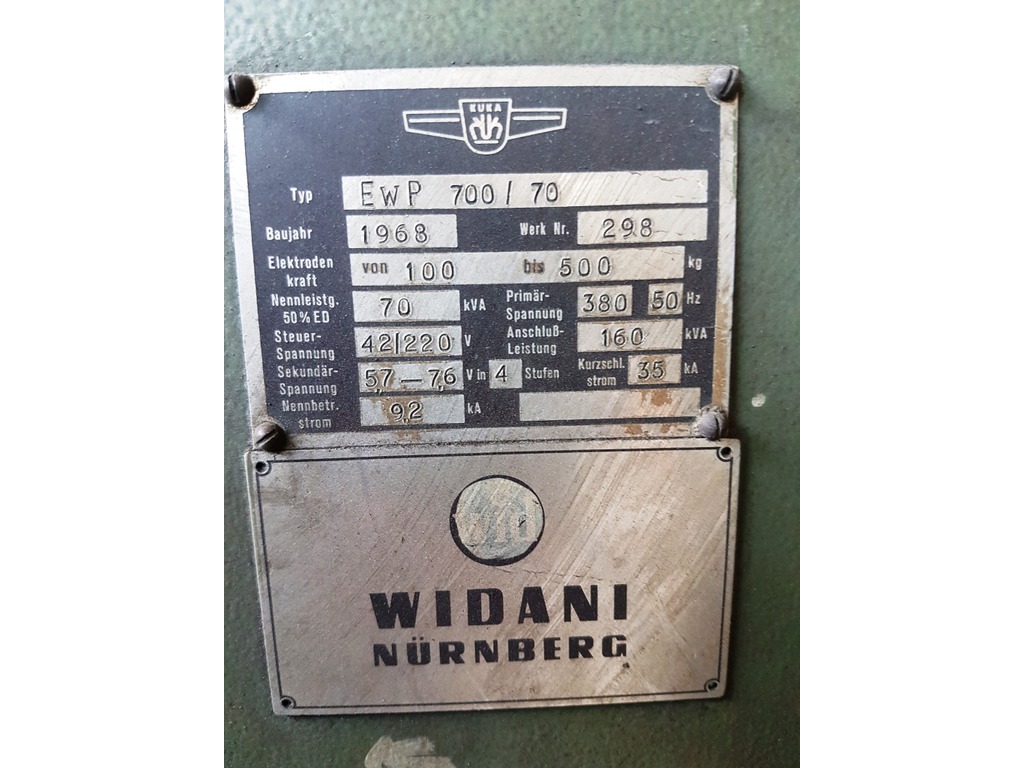 KUKA
Typ EwP 700/70
Baujahr 1968 Werk Nr. 298
Elektroden kraft von 100 bis 500 kg
Nennleistg. 50% ED 70 kVA Primär-Spannung 380 50 Hz
Steuer-Spannung 42/220 V Anschluß-Leistung 160 kVA
Sekundär-Spannung 5,7—7,6 V in 4 Stufen Kurzschl. strom 35 kA
Nennbetr. strom 9,2 kA
wid
WIDANI
NÜRNBERG